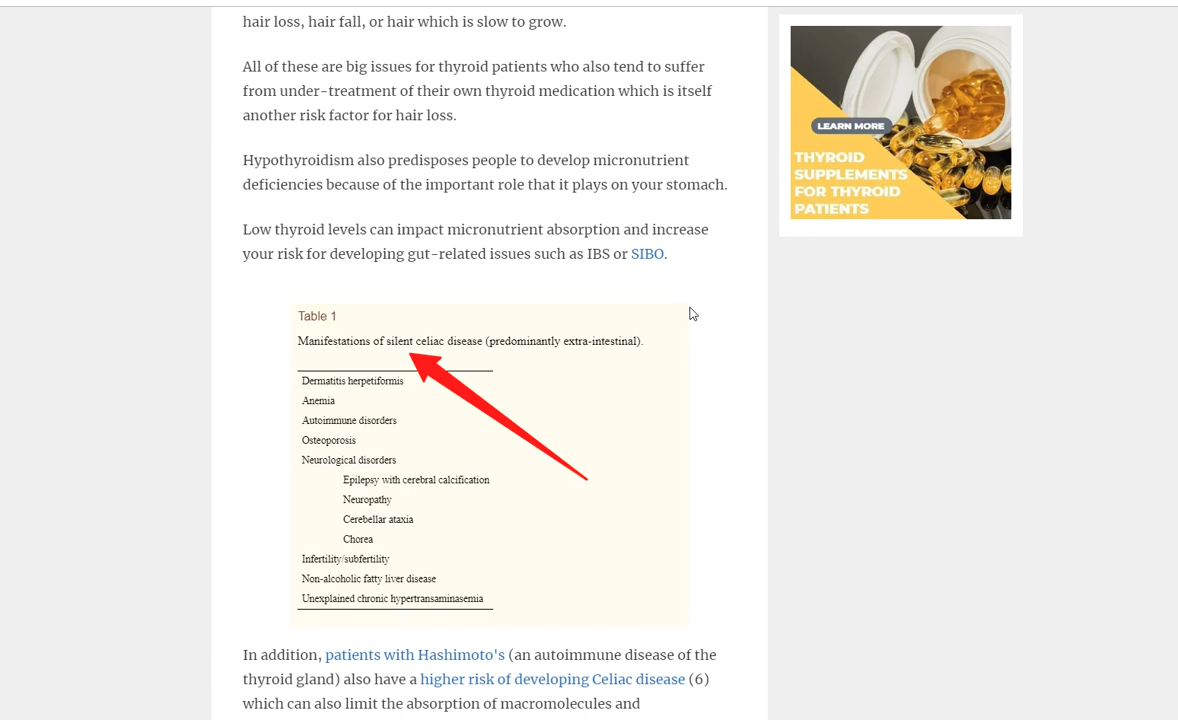 hair loss, hair fall, or hair which is slow to grow.
All of these are big issues for thyroid patients who also tend to suffer
from under-treatment of their own thyroid medication which is itself
another risk factor for hair loss.
Hypothyroidism also predisposes people to develop micronutrient
deficiencies because of the important role that it plays on your stomach.
Low thyroid levels can impact micronutrient absorption and increase
your risk for developing gut-related issues such as IBS or SIBO.
Table 1
Manifestations of silent celiac disease (predominantly extra-intestinal).
Dermatitis herpetiformis
Anemia
Autoimmune disorders
Osteoporosis
Neurological disorders
Epilepsy with cerebral calcification
Neuropathy
Cerebellar ataxia
Chorea
Infertility/subfertility
Non-alcoholic fatty liver disease
Unexplained chronic hypertransaminasemia
In addition, patients with Hashimoto's (an autoimmune disease of the
thyroid gland) also have a higher risk of developing Celiac disease (6)
which can also limit the absorption of macromolecules and
LEARN MORE
THYROID
SUPPLEMENTS
FOR THYROID
PATIENTS